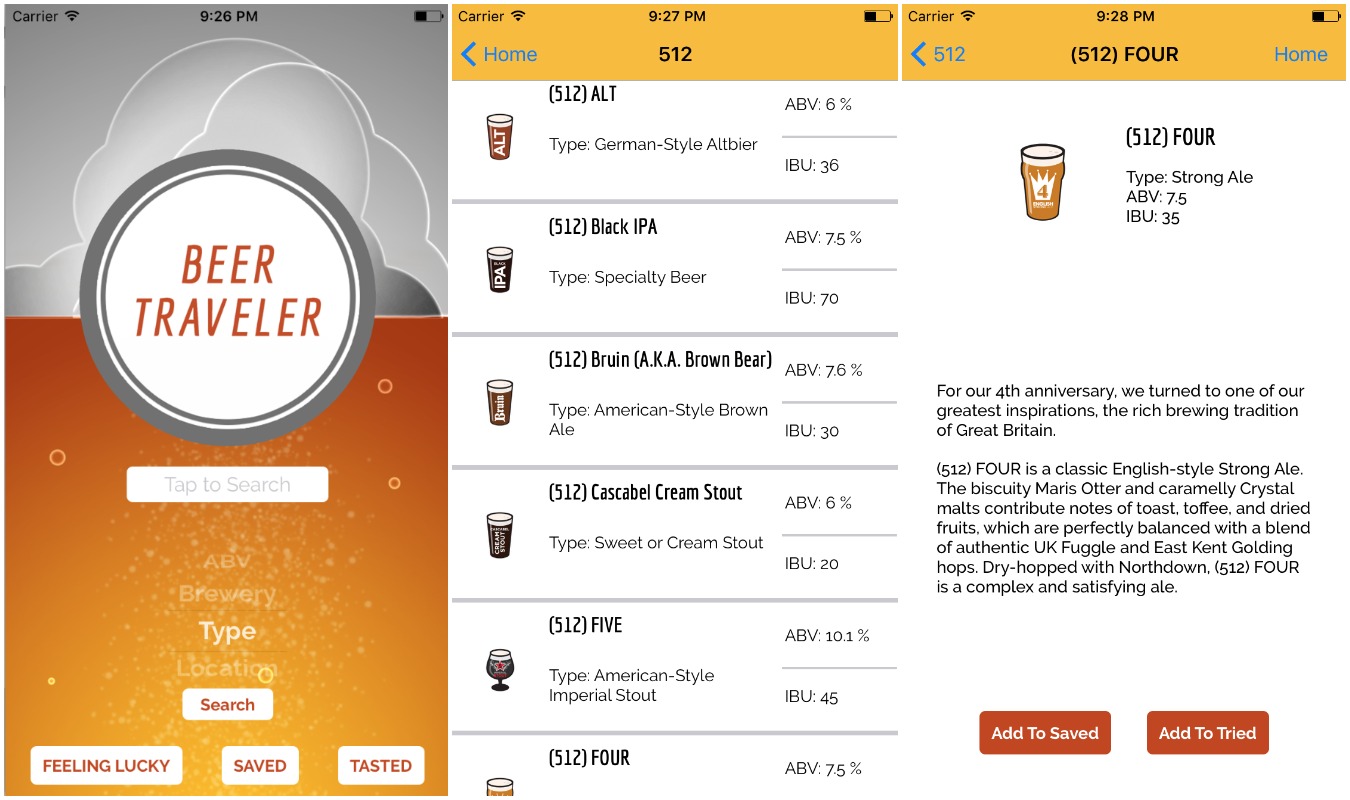 Carrier 9:26 PM
BEER
TRAVELER
Tap to Search
ABV
Brewery
Type
Location
Search
FEELING LUCKY SAVED TASTED
Carrier 9:27 PM
Home 512
(512) ALT
ABV: 6 %
ALT
Type: German-Style Altbier
IBU: 36
(512) Black IPA
ABV: 7.5 %
BLACK
IPA
Type: Specialty Beer
IBU: 70
(512) Bruin (A.K.A. Brown Bear)
ABV: 7.6 %
Bruin
Type: American-Style Brown
Ale
IBU: 30
(512) Cascabel Cream Stout
ABV: 6 %
CASCABEL
CREAM
STOUT
Type: Sweet or Cream Stout
IBU: 20
(512) FIVE
ABV: 10.1 %
Type: American-Style
Imperial Stout
IBU: 45
(512) FOUR
ABV: 7.5 %
Carrier 9:28 PM
512 (512) FOUR Home
(512) FOUR
4
ENGLISH
Type: Strong Ale
ABV: 7.5
IBU: 35
For our 4th anniversary, we turned to one of our
greatest inspirations, the rich brewing tradition
of Great Britain.
(512) FOUR is a classic English-style Strong Ale.
The biscuity Maris Otter and caramelly Crystal
malts contribute notes of toast, toffee, and dried
fruits, which are perfectly balanced with a blend
of authentic UK Fuggle and East Kent Golding
hops. Dry-hopped with Northdown, (512) FOUR
is a complex and satisfying ale.
Add To Saved Add To Tried